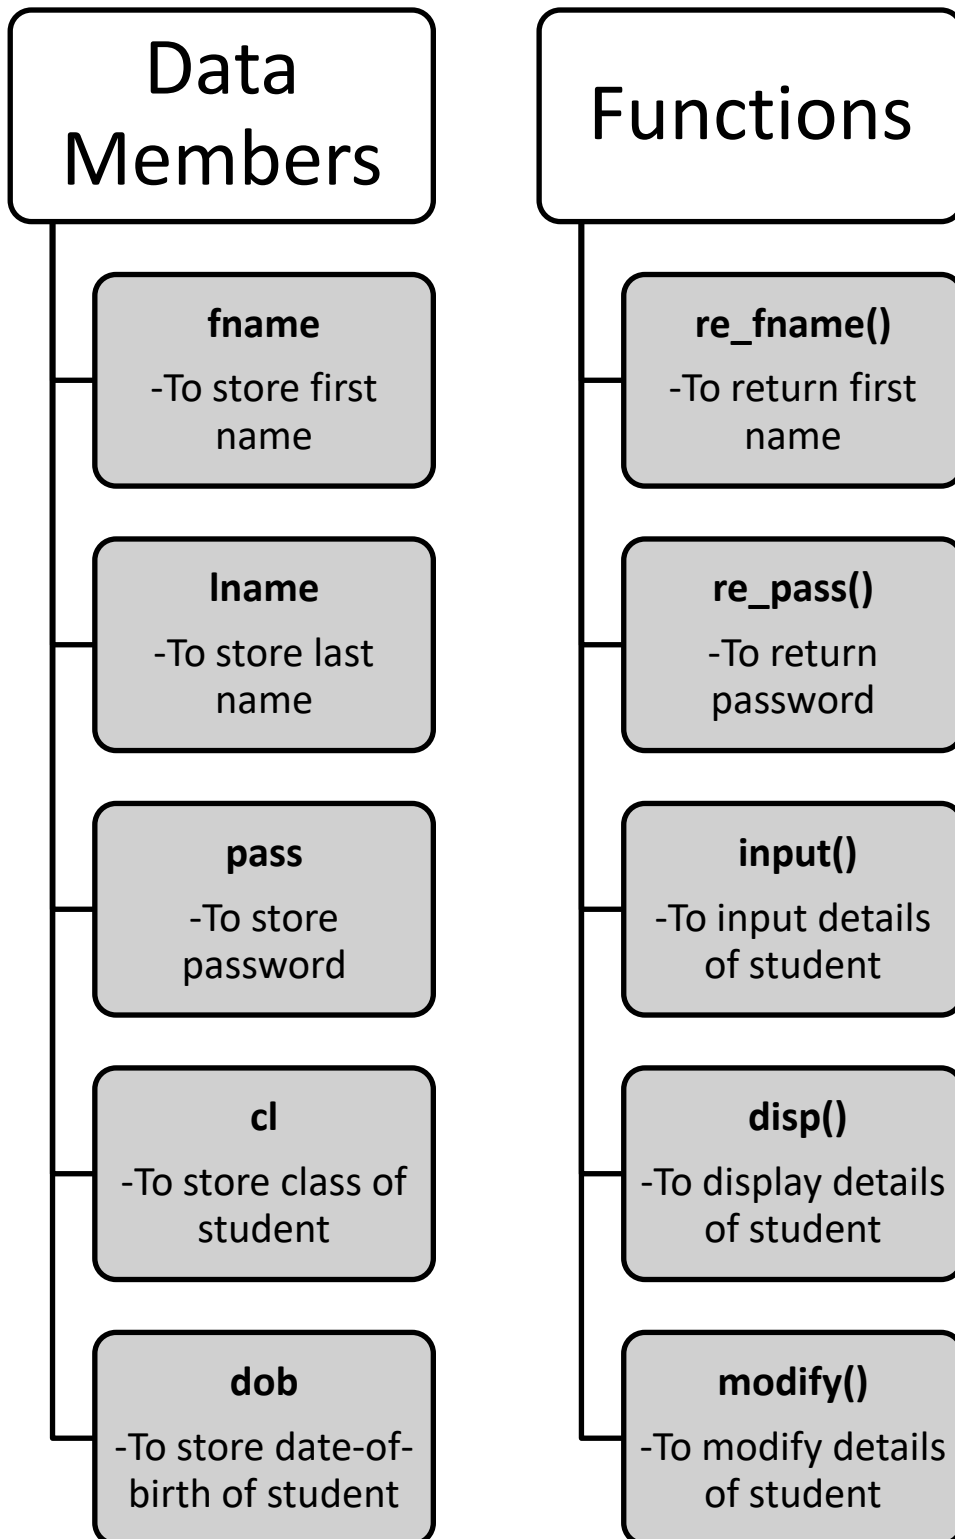 Data
Members
fname
-To store first
name
lname
-To store last
name
pass
-To store
password
cl
-To store class of
student
dob
-To store date-of-
birth of student
Functions
re_fname()
-To return first
name
re_pass()
-To return
password
input()
-To input details
of student
disp()
-To display details
of student
modify()
-To modify details
of student